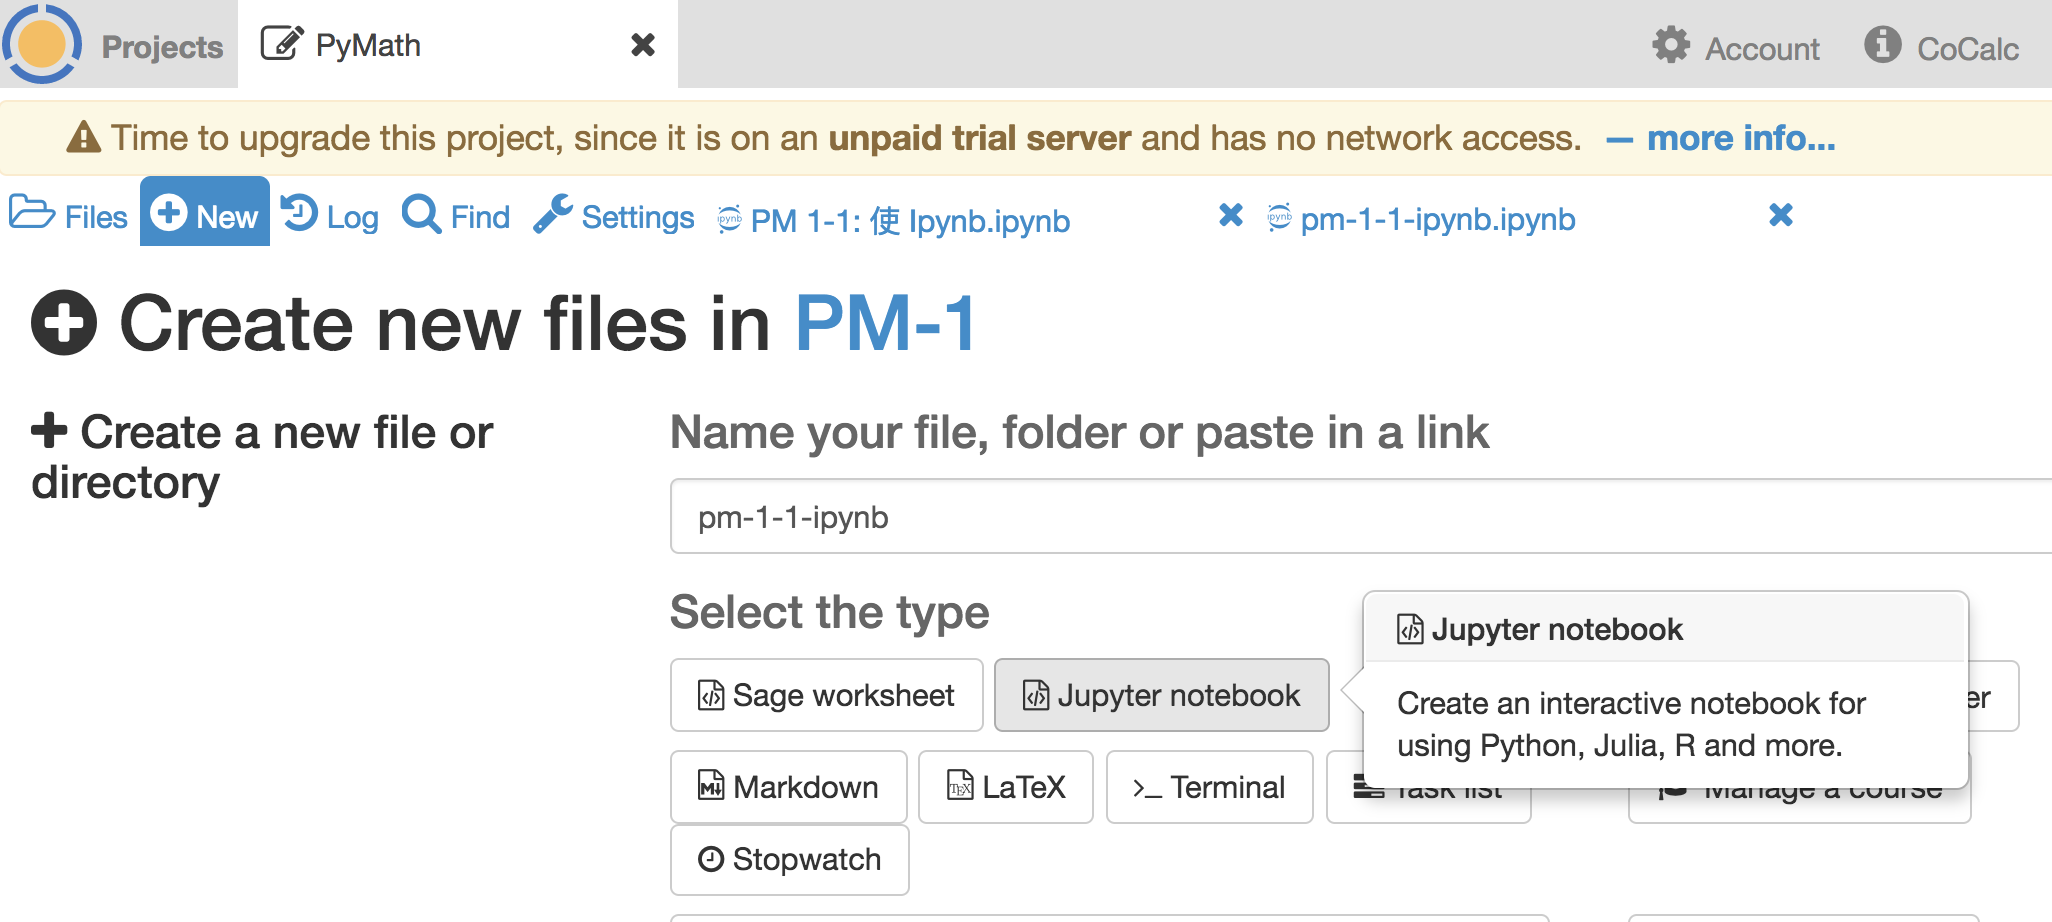 Projects PyMath Account CoCalc
Time to upgrade this project, since it is on an unpaid trial server and has no network access. — more info...
Files New Log Find Settings PM 1-1: 使 Ipynb.ipynb pm-1-1-ipynb.ipynb
Create new files in PM-1
Create a new file or
directory
Name your file, folder or paste in a link
pm-1-1-ipynb
Select the type
Sage worksheet Jupyter notebook
Jupyter notebook
Create an interactive notebook for
using Python, Julia, R and more.
er
Markdown LaTeX Terminal Task list Manage a course
Stopwatch